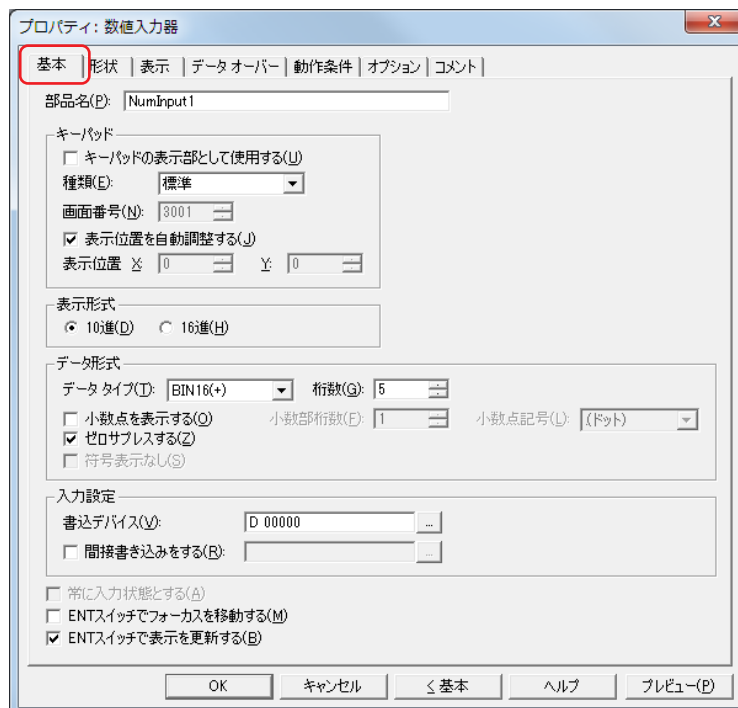 プロパティ: 数値入力器
基本 形状 表示 データ オーバー 動作条件 オプション コメント
部品名(P): NumInput1
キーパッド
キーパッドの表示部として使用する(U)
種類(E): 標準
画面番号(N): 3001
表示位置を自動調整する(J)
表示位置 X: 0 Y: 0
表示形式
10進(D) 16進(H)
データ形式
データ タイプ(T): BIN16(+) 桁数(G): 5
小数点を表示する(O) 小数部桁数(F): 1 小数点記号(L): .(ドット)
ゼロサプレスする(Z)
符号表示なし(S)
入力設定
書込デバイス(V): D 00000 ...
間接書き込みをする(R): ...
常に入力状態とする(A)
ENTスイッチでフォーカスを移動する(M)
ENTスイッチで表示を更新する(B)
OK キャンセル < 基本 ヘルプ プレビュー(P)